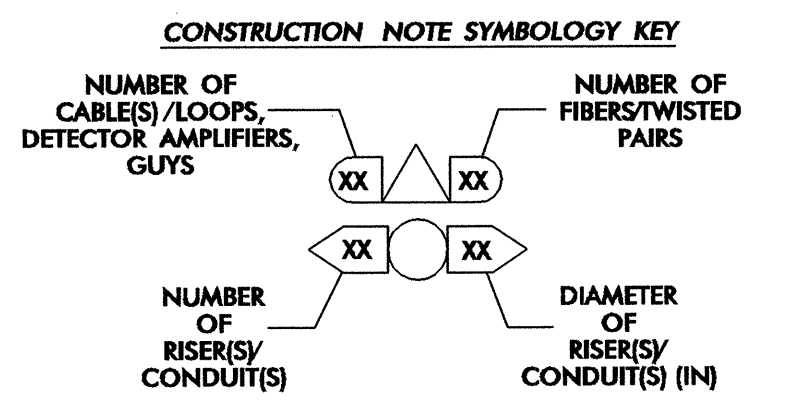 CONSTRUCTION NOTE SYMBOLOGY KEY
NUMBER OF
CABLE(S)/LOOPS,
DETECTOR AMPLIFIERS,
GUYS
NUMBER OF
FIBERS/TWISTED
PAIRS
XX XX
XX XX
NUMBER
OF
RISER(S)/
CONDUIT(S)
DIAMETER
OF
RISER(S)/
CONDUIT(S) (IN)